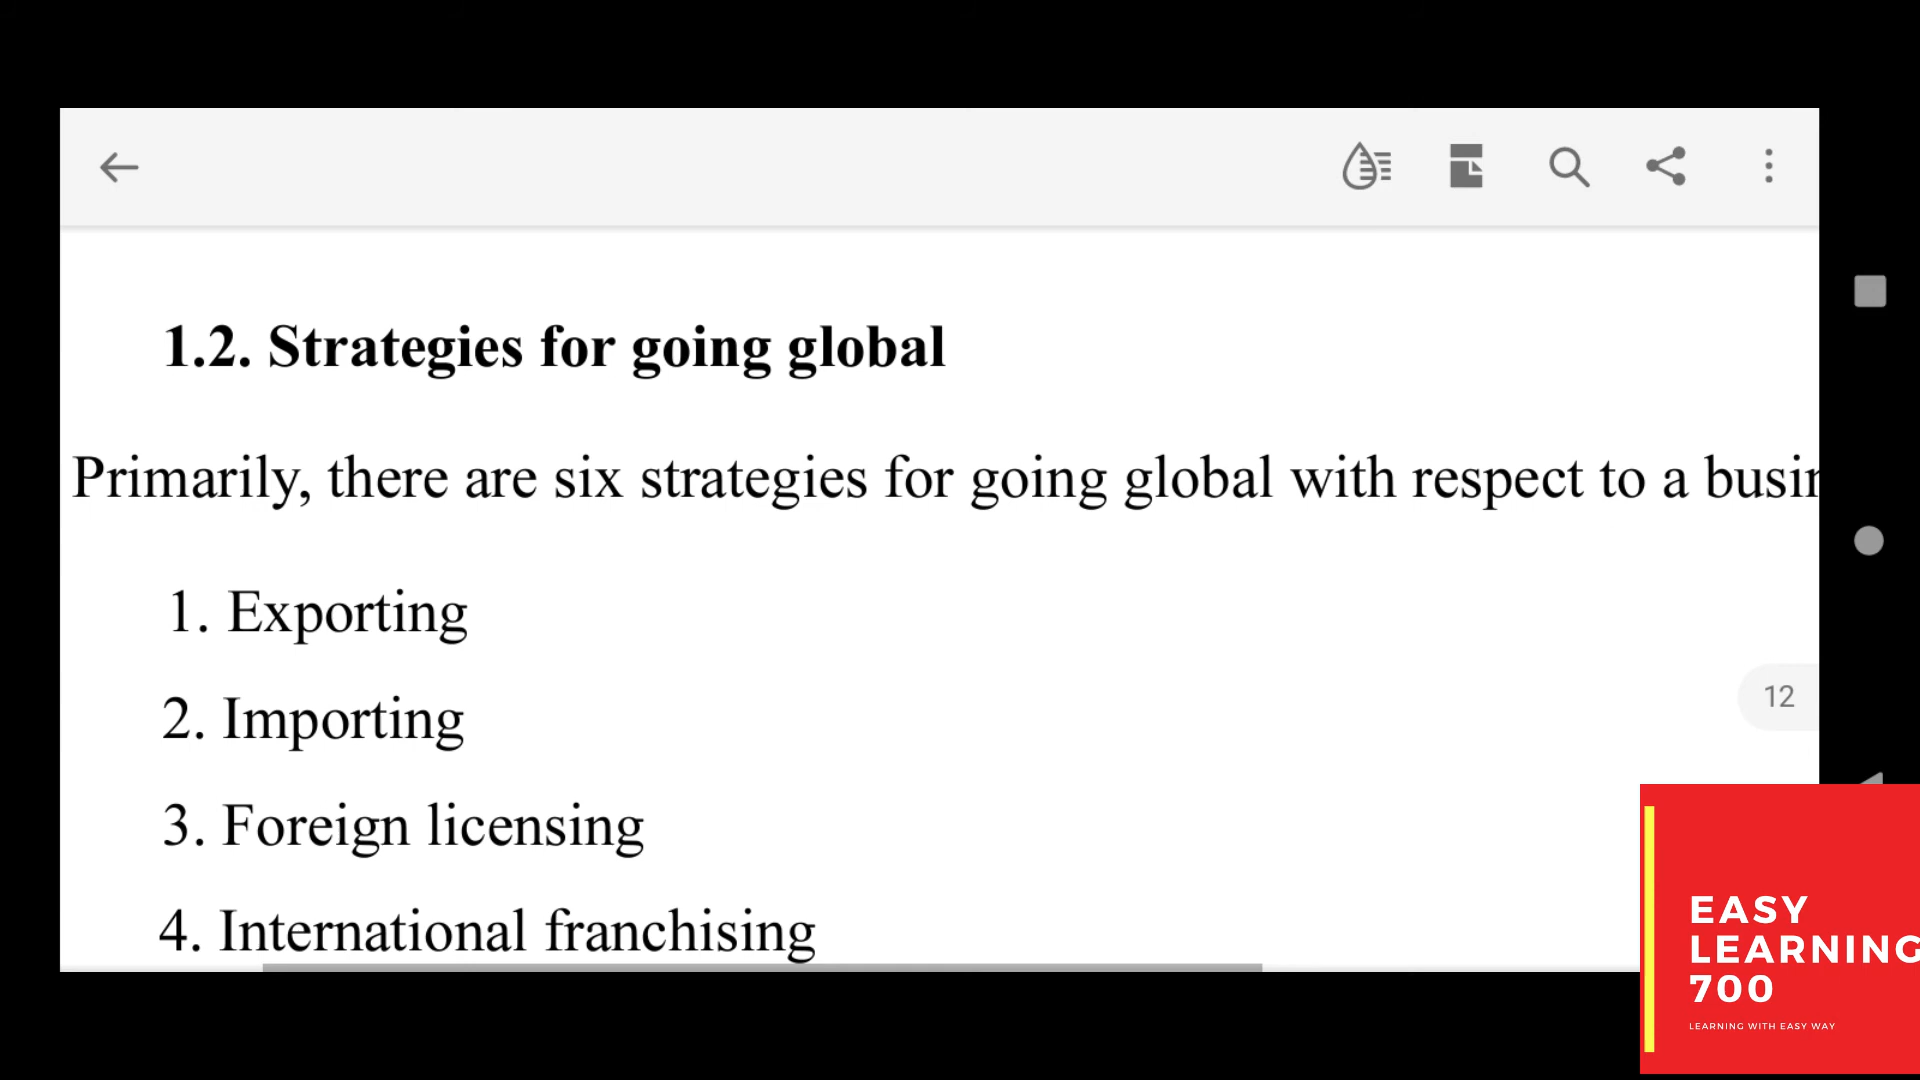 1.2. Strategies for going global
Primarily, there are six strategies for going global with respect to a
1. Exporting
2. Importing
12
3. Foreign licensing
4. International franchising
EASY
LEARNING
700
LEARNING WITH EASY WAY